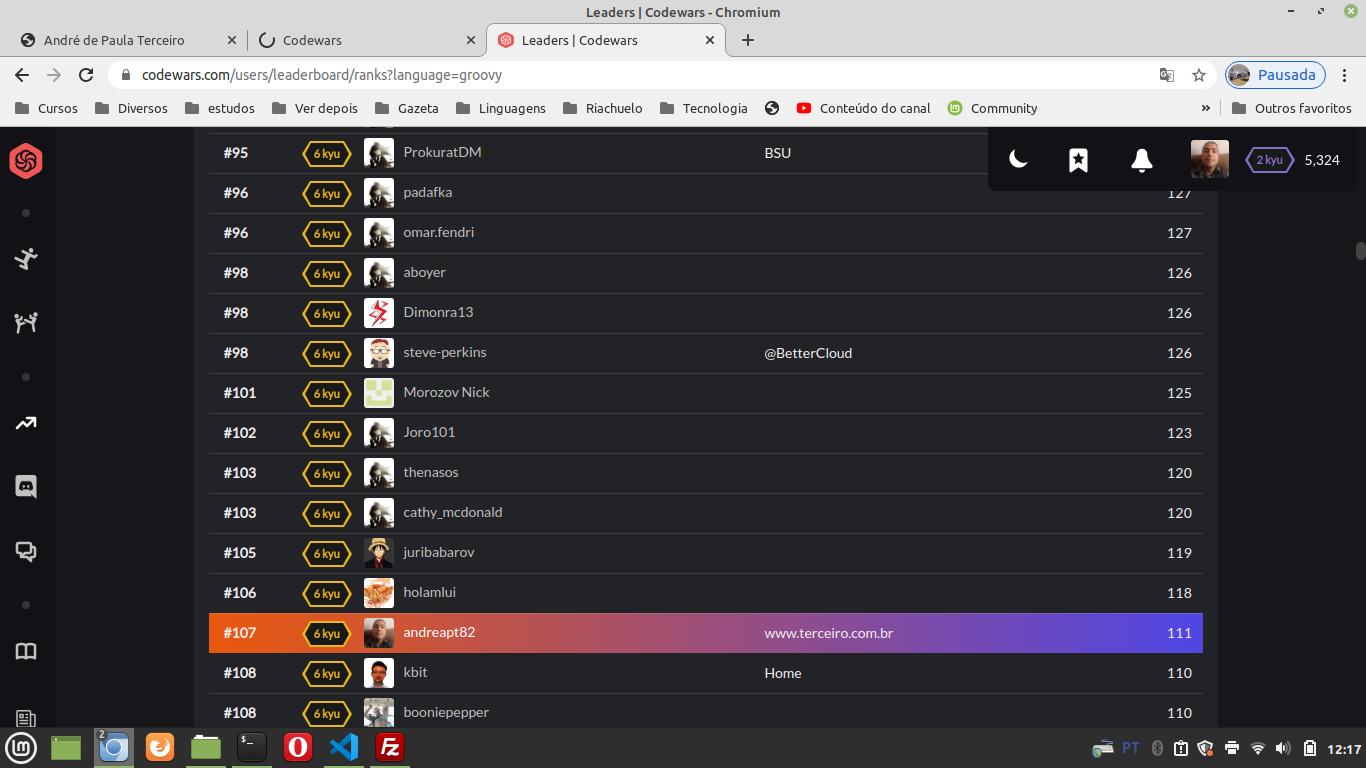 Leaders | Codewars - Chromium
André de Paula Terceiro
Codewars
Leaders | Codewars
codewars.com/users/leaderboard/ranks?language=groovy
Pausada
Cursos Diversos estudos Ver depois Gazeta Linguagens Riachuelo Tecnologia Conteúdo do canal Community » Outros favoritos
2 kyu 5,324
#95 6 kyu ProkuratDM BSU
#96 6 kyu padafka 127
#96 6 kyu omar.fendri 127
#98 6 kyu aboyer 126
#98 6 kyu Dimonra13 126
#98 6 kyu steve-perkins @BetterCloud 126
#101 6 kyu Morozov Nick 125
#102 6 kyu Joro101 123
#103 6 kyu thenasos 120
#103 6 kyu cathy_mcdonald 120
#105 6 kyu juribabarov 119
#106 6 kyu holamlui 118
#107 6 kyu andreapt82 www.terceiro.com.br 111
#108 6 kyu kbit Home 110
#108 6 kyu booniepepper 110
2
$_
PT
12:17